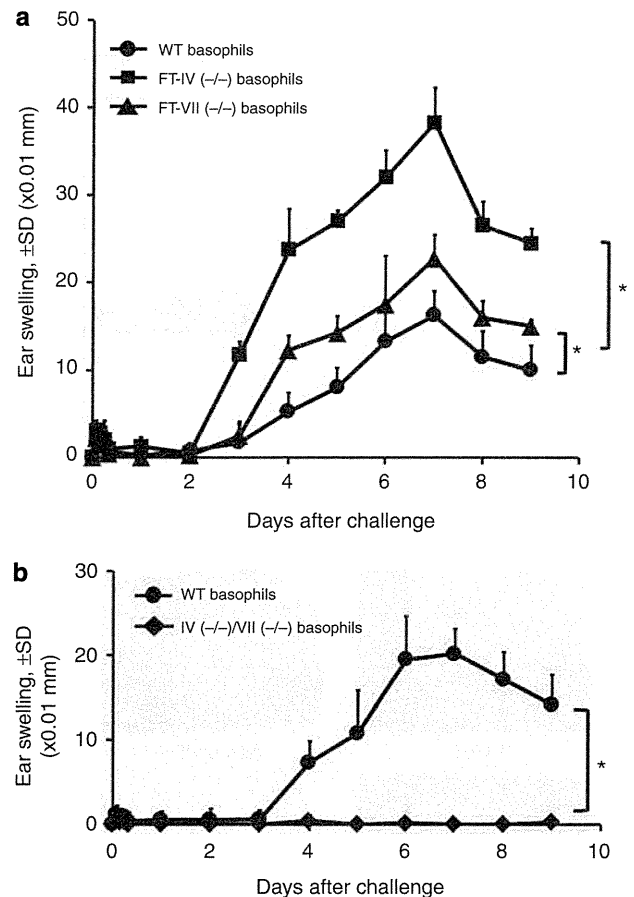 a
50
40
30
20
10
0
Ear swelling, ±SD (x0.01 mm)
WT basophils
FT-IV (–/–) basophils
FT-VII (–/–) basophils
*
*
0 2 4 6 8 10
Days after challenge
b
30
20
10
0
Ear swelling, ±SD
(x0.01 mm)
WT basophils
IV (–/–)/VII (–/–) basophils
*
0 2 4 6 8 10
Days after challenge